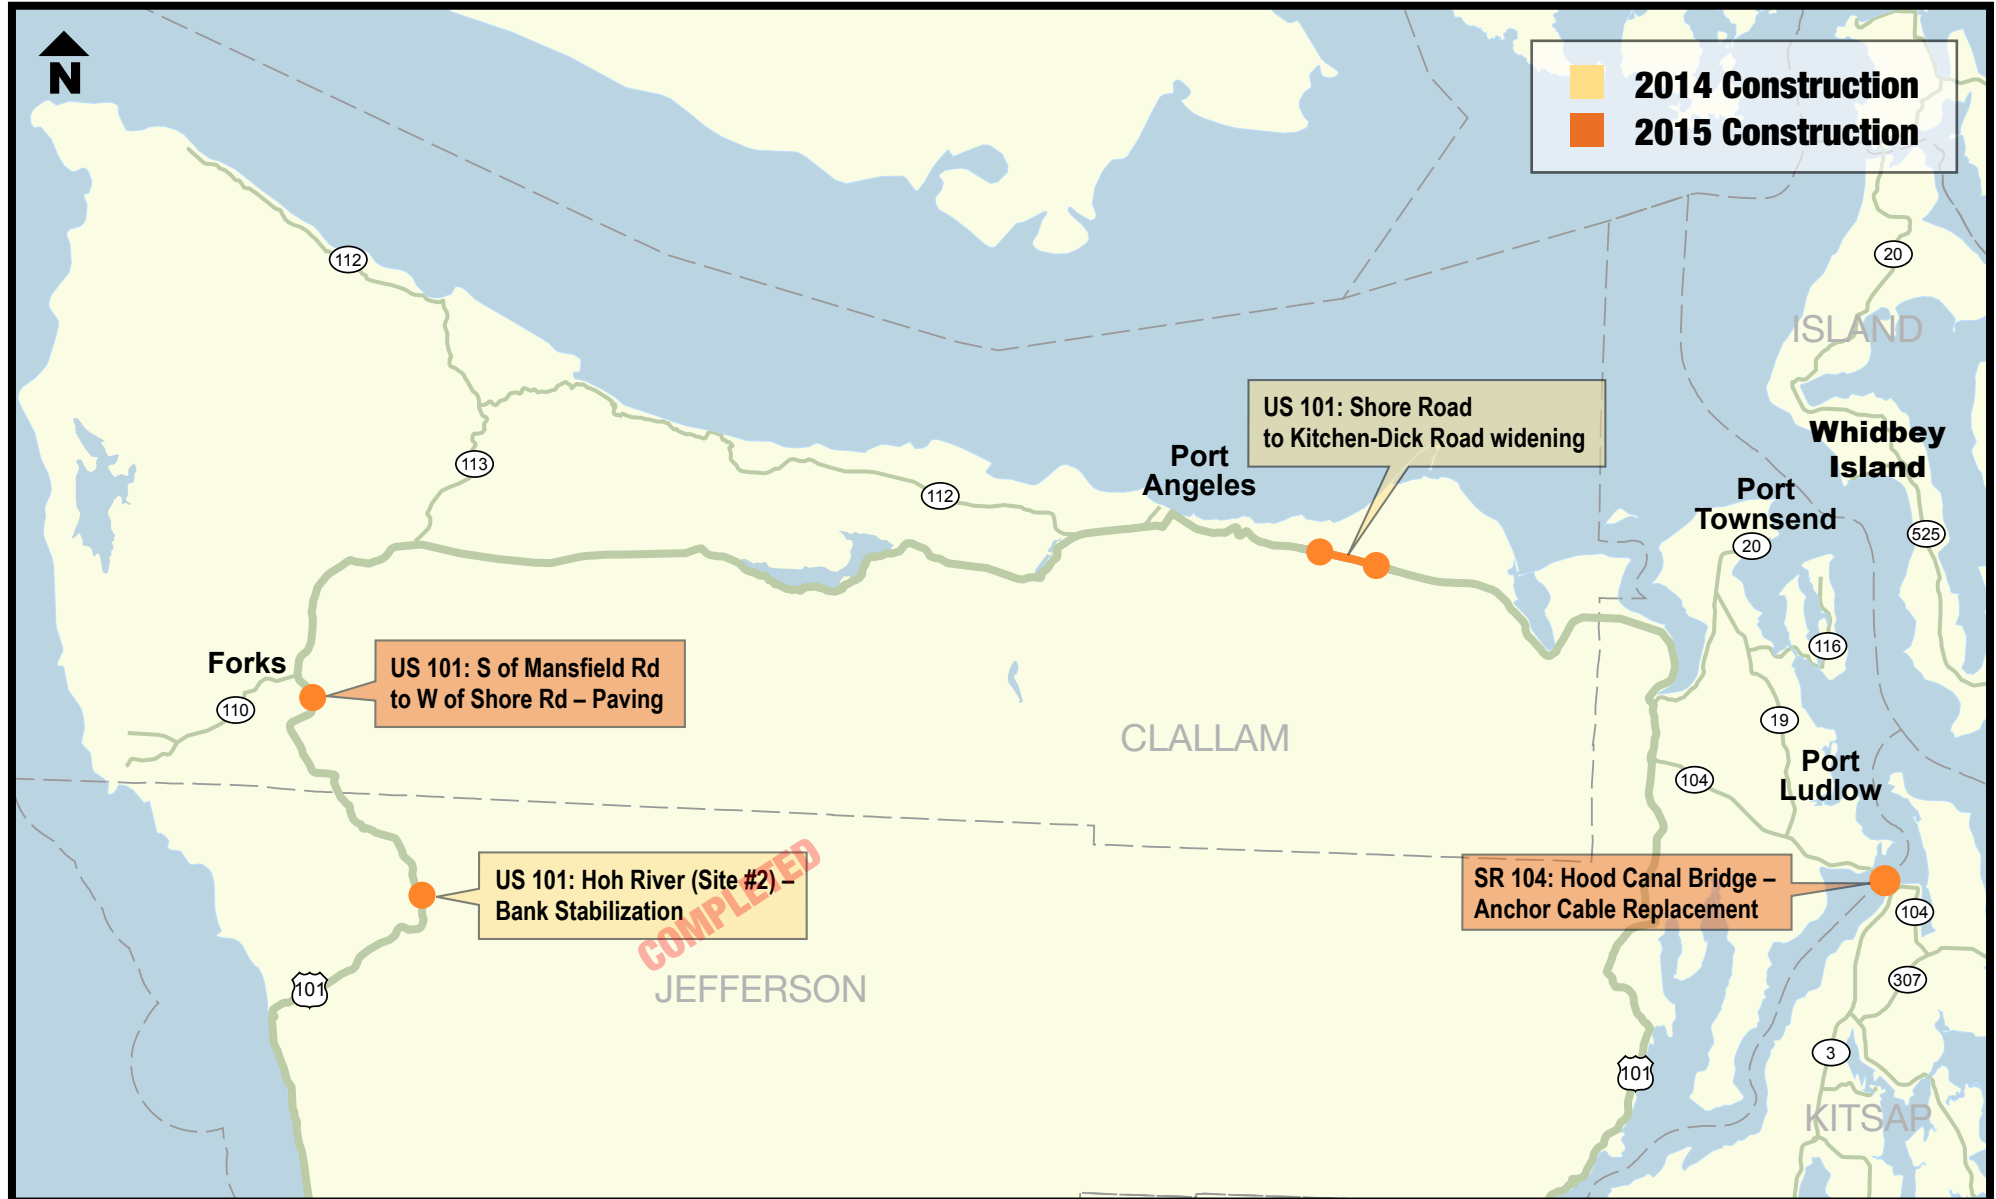 N
2014 Construction
2015 Construction
112
20
ISLAND
US 101: Shore Road
to Kitchen-Dick Road widening
Whidbey
Island
Port
Angeles
113
112
Port
Townsend
20
525
Forks
110
US 101: S of Mansfield Rd
to W of Shore Rd – Paving
116
19
CLALLAM
104
Port
Ludlow
US 101: Hoh River (Site #2) –
Bank Stabilization
COMPLETED
SR 104: Hood Canal Bridge –
Anchor Cable Replacement
104
307
101
JEFFERSON
3
101
KITSAP